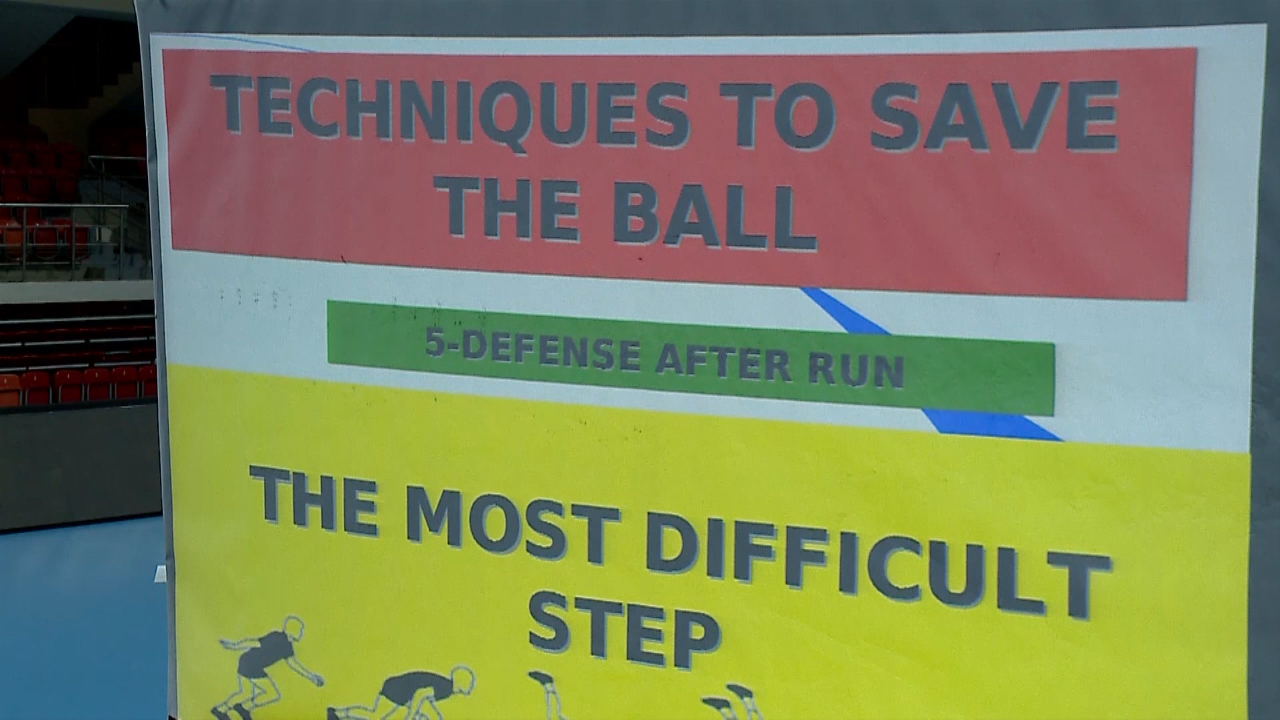 TECHNIQUES TO SAVE
THE BALL
5-DEFENSE AFTER RUN
THE MOST DIFFICULT
STEP